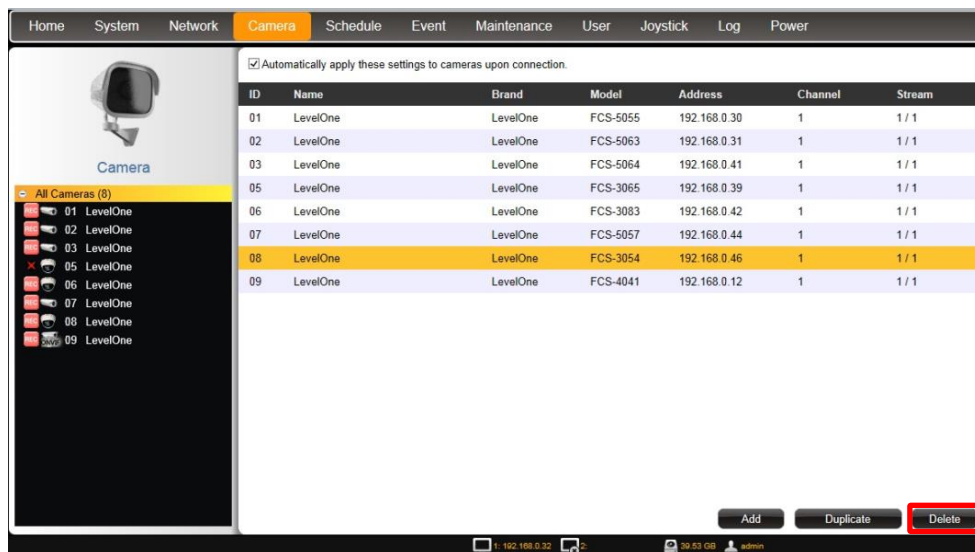 Home System Network Camera Schedule Event Maintenance User Joystick Log Power
Automatically apply these settings to cameras upon connection.
ID Name Brand Model Address Channel Stream
01 LevelOne LevelOne FCS-5055 192.168.0.30 1 1 / 1
02 LevelOne LevelOne FCS-5063 192.168.0.31 1 1 / 1
03 LevelOne LevelOne FCS-5064 192.168.0.41 1 1 / 1
05 LevelOne LevelOne FCS-3065 192.168.0.39 1 1 / 1
06 LevelOne LevelOne FCS-3083 192.168.0.42 1 1 / 1
07 LevelOne LevelOne FCS-5057 192.168.0.44 1 1 / 1
08 LevelOne LevelOne FCS-3054 192.168.0.46 1 1 / 1
09 LevelOne LevelOne FCS-4041 192.168.0.12 1 1 / 1
Camera
All Cameras (8)
REC 01 LevelOne
REC 02 LevelOne
REC 03 LevelOne
05 LevelOne
REC 06 LevelOne
REC 07 LevelOne
REC 08 LevelOne
REC ONVIF 09 LevelOne
Add Duplicate Delete
1: 192.168.0.32 2: 39.53 GB admin